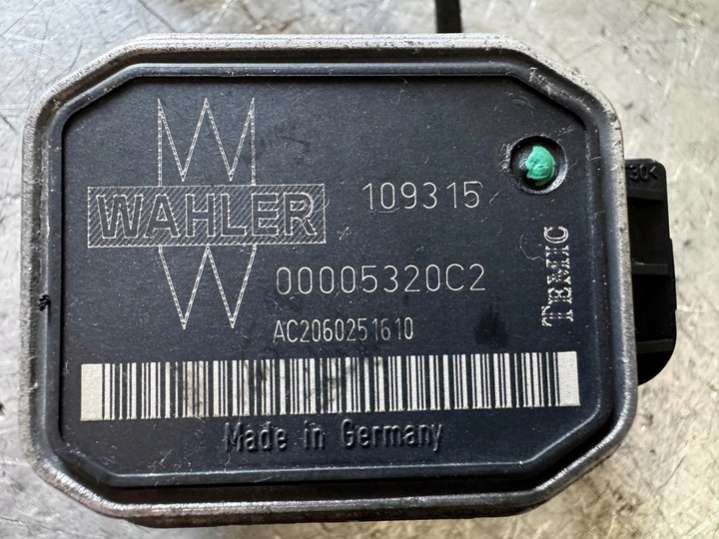 WAHLER
109315
00005320C2
AC2060251610
TEMIC
Made in Germany